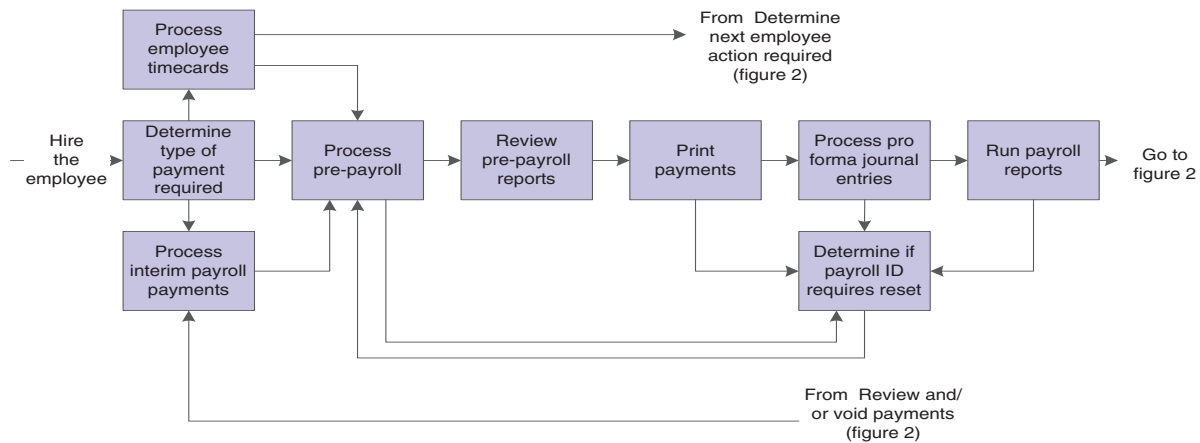 Process
employee
timecards
From Determine
next employee
action required
(figure 2)
Hire
the
employee
Determine
type of
payment
required
Process
pre-payroll
Review
pre-payroll
reports
Print
payments
Process pro
forma journal
entries
Run payroll
reports
Go to
figure 2
Process
interim payroll
payments
Determine if
payroll ID
requires reset
From Review and/
or void payments
(figure 2)